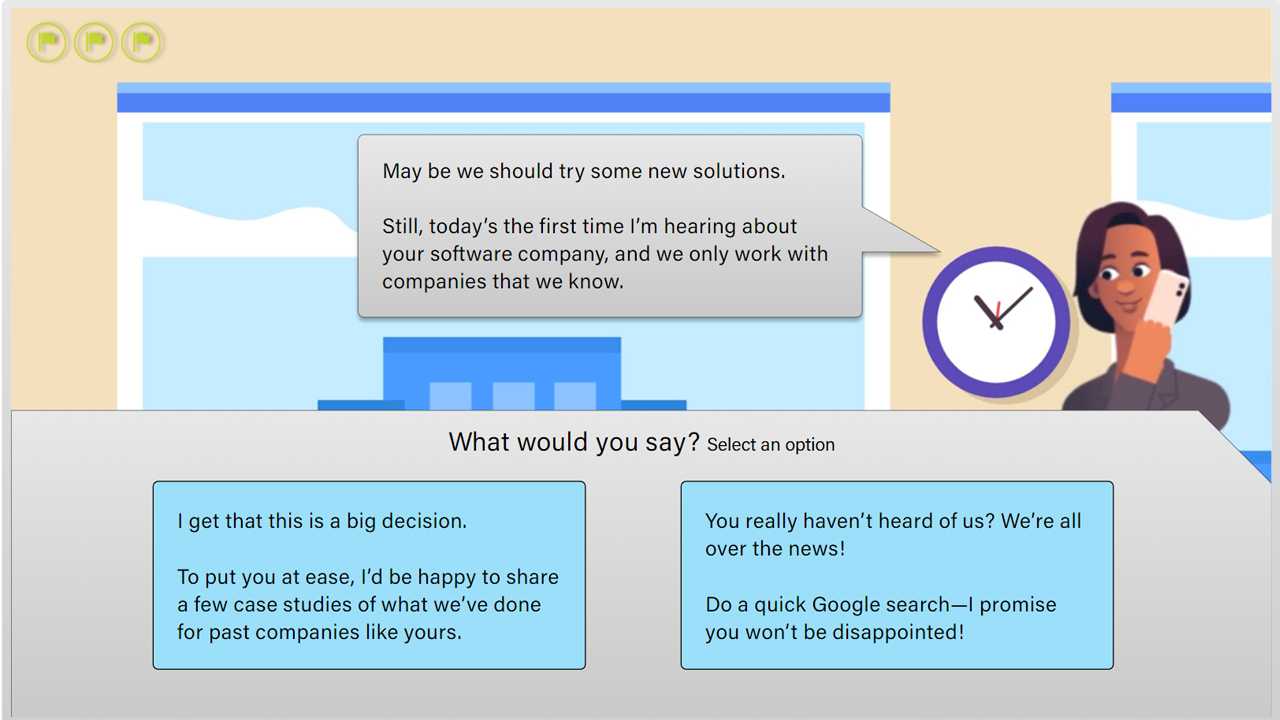 May be we should try some new solutions.
Still, today’s the first time I’m hearing about
your software company, and we only work with
companies that we know.
What would you say? Select an option
I get that this is a big decision.
To put you at ease, I’d be happy to share
a few case studies of what we’ve done
for past companies like yours.
You really haven’t heard of us? We’re all
over the news!
Do a quick Google search—I promise
you won’t be disappointed!